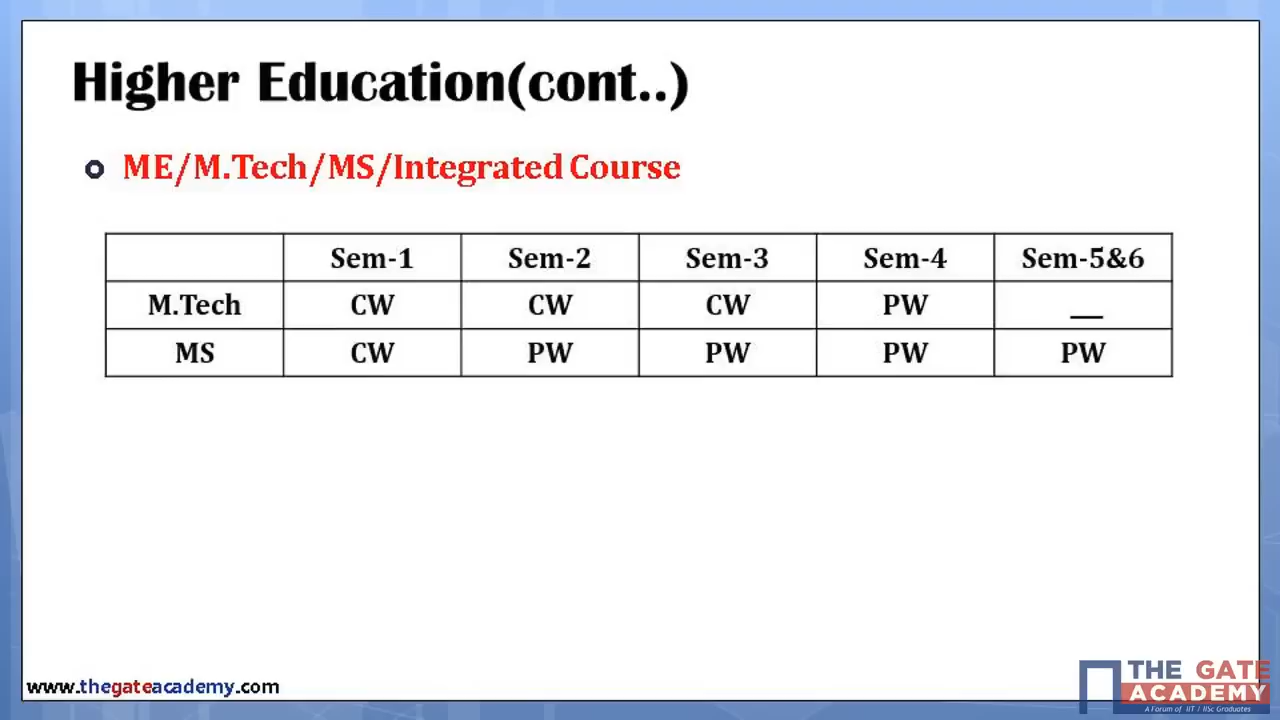 Higher Education(cont..)
ME/M.Tech/MS/Integrated Course
Sem-1 Sem-2 Sem-3 Sem-4 Sem-5&6
M.Tech CW CW CW PW __
MS CW PW PW PW PW
www.thegateacademy.com
THE GATE
ACADEMY
A Forum of IIT / IISc Graduates